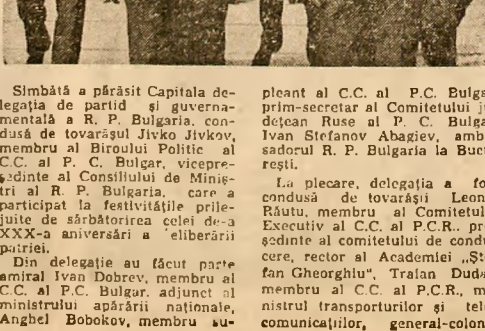 Sîmbătă a părăsit Capitala de-
legația de partid și guverna-
mentală a R. P. Bulgaria, con-
dusă de tovarășul Jivko Jivkov,
membru al Biroului Politic al
C.C. al P. C. Bulgar, vicepre-
ședinte al Consiliului de Miniș-
tri al R. P. Bulgaria, care a
participat la festivitățile prile-
juite de sărbătorirea celei de-a
XXX-a aniversări a eliberării
patriei.
Din delegație au făcut parte
amiral Ivan Dobrev, membru al
C.C. al P.C. Bulgar, adjunct al
ministrului apărării naționale,
Anghel Bobokov, membru su-
pleant al C.C. al P.C. Bulga
prim-secretar al Comitetului ju
dețean Ruse al P. C. Bulga
Ivan Stefanov Abagiev, amb
sadorul R. P. Bulgaria la Buc
rești.
La plecare, delegația a fo
condusă de tovarășii Leon
Răutu, membru al Comitetul
Executiv al C.C. al P.C.R., pr
ședinte al comitetului de condu
cere, rector al Academiei „Șt
fan Gheorghiu“, Traian Dudaș
membru al C.C. al P.C.R., m
nistrul transporturilor și tel
comunicațiilor, general-colon